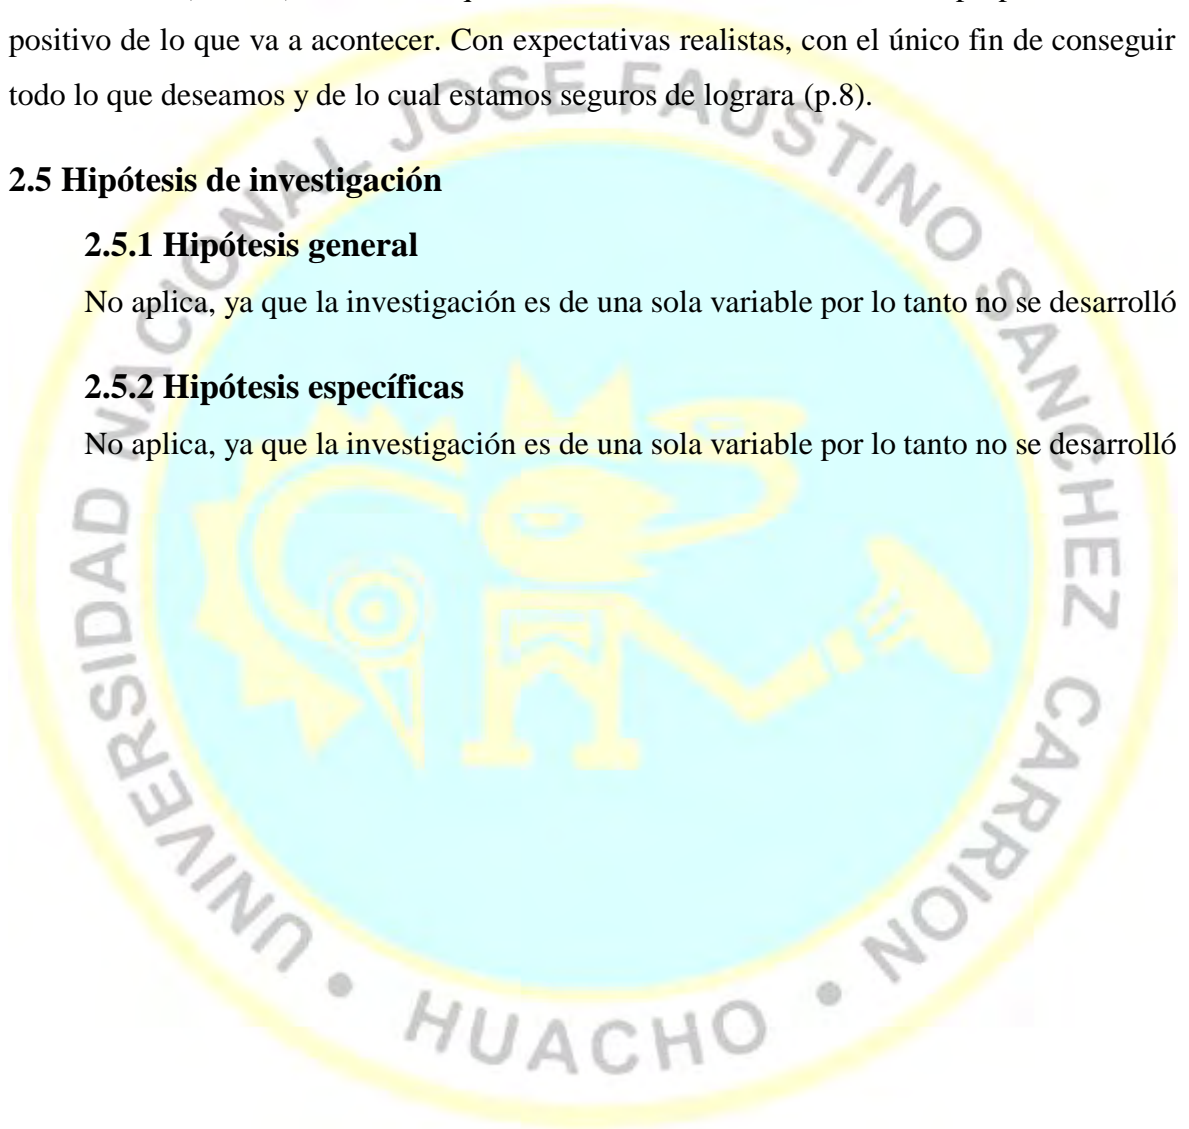 positivo de lo que va a acontecer. Con expectativas realistas, con el único fin de conseguir
todo lo que deseamos y de lo cual estamos seguros de lograra (p.8).
2.5 Hipótesis de investigación
2.5.1 Hipótesis general
No aplica, ya que la investigación es de una sola variable por lo tanto no se desarrolló
2.5.2 Hipótesis específicas
No aplica, ya que la investigación es de una sola variable por lo tanto no se desarrolló
UNIVERSIDAD NACIONAL JOSE FAUSTINO SANCHEZ CARRION • HUACHO •